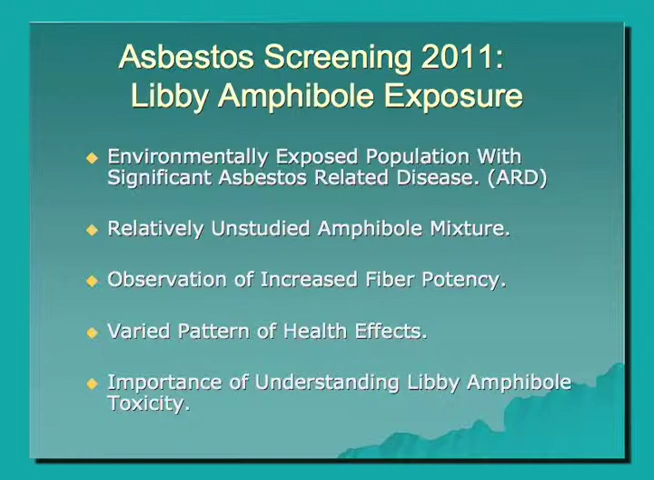 Asbestos Screening 2011:
Libby Amphibole Exposure
Environmentally Exposed Population With
Significant Asbestos Related Disease. (ARD)
Relatively Unstudied Amphibole Mixture.
Observation of Increased Fiber Potency.
Varied Pattern of Health Effects.
Importance of Understanding Libby Amphibole
Toxicity.